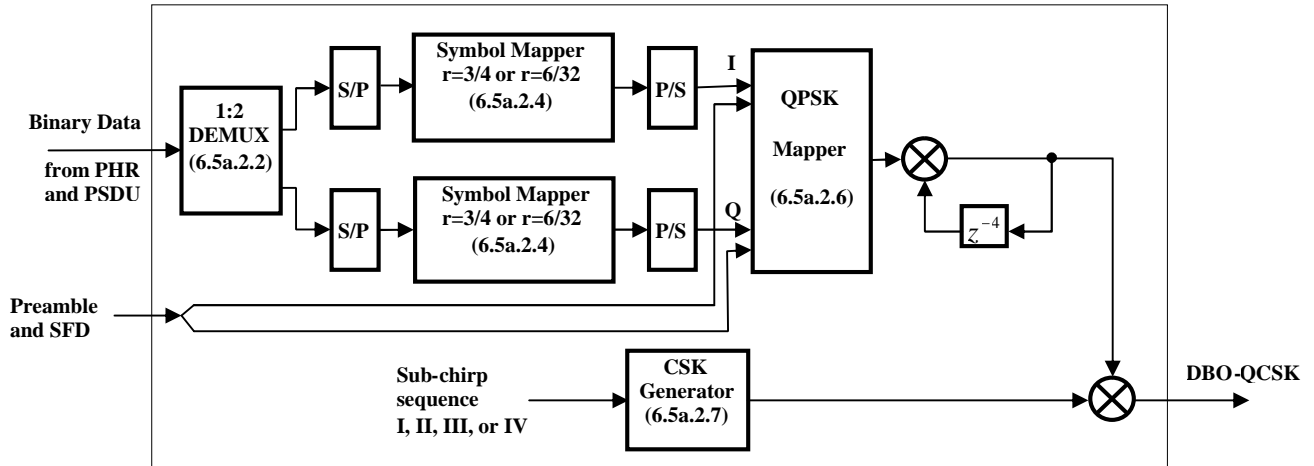 Binary Data
from PHR
and PSDU
1:2
DEMUX
(6.5a.2.2)
S/P
Symbol Mapper
r=3/4 or r=6/32
(6.5a.2.4)
P/S
I
S/P
Symbol Mapper
r=3/4 or r=6/32
(6.5a.2.4)
P/S
Q
QPSK
Mapper
(6.5a.2.6)
z⁻⁴
Preamble
and SFD
Sub-chirp
sequence
I, II, III, or IV
CSK
Generator
(6.5a.2.7)
DBO-QCSK